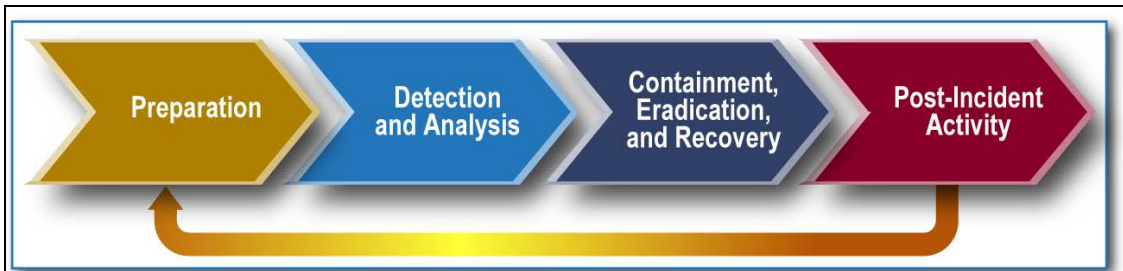 Preparation
Detection
and Analysis
Containment,
Eradication,
and Recovery
Post-Incident
Activity